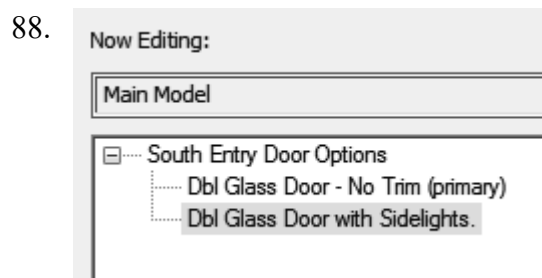 88.
Now Editing:
Main Model
South Entry Door Options
Dbl Glass Door - No Trim (primary)
Dbl Glass Door with Sidelights.